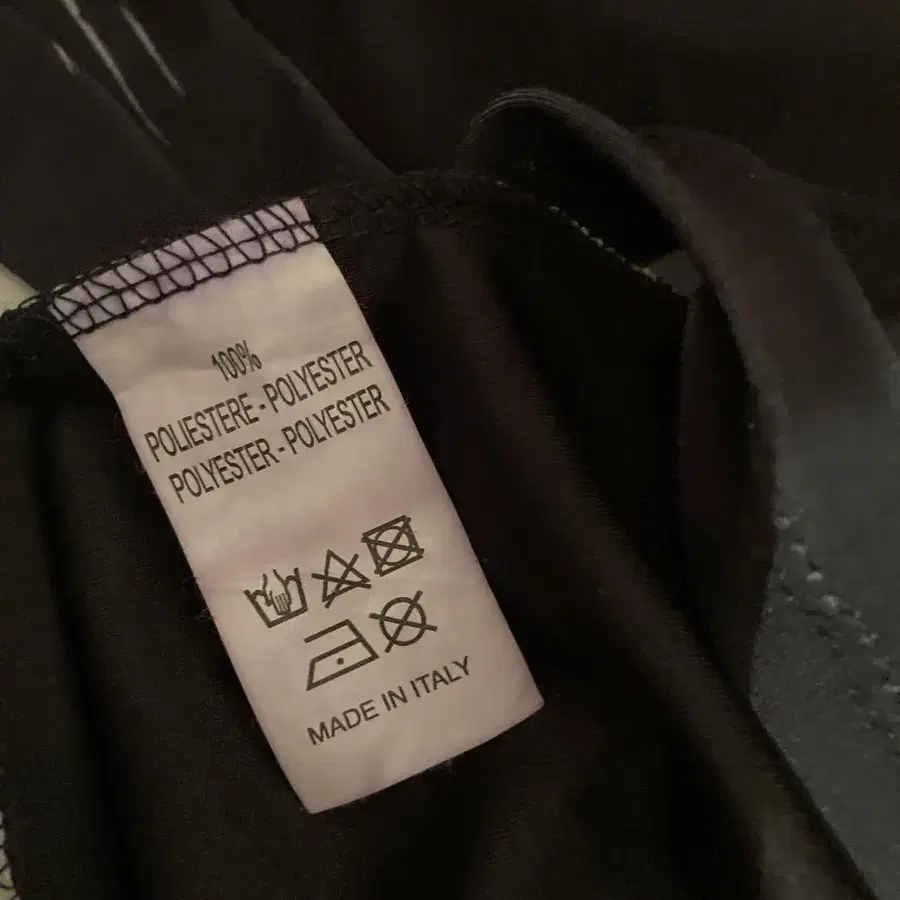 100%
POLIESTERE - POLYESTER
POLYESTER - POLYESTER
MADE IN ITALY